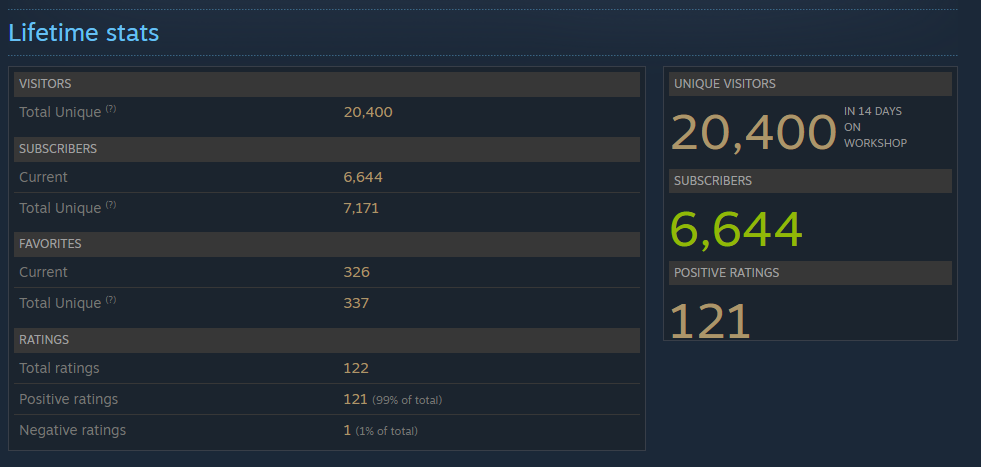 Lifetime stats
VISITORS
Total Unique (?) 20,400
SUBSCRIBERS
Current 6,644
Total Unique (?) 7,171
FAVORITES
Current 326
Total Unique (?) 337
RATINGS
Total ratings 122
Positive ratings 121 (99% of total)
Negative ratings 1 (1% of total)
UNIQUE VISITORS
20,400
IN 14 DAYS
ON
WORKSHOP
SUBSCRIBERS
6,644
POSITIVE RATINGS
121